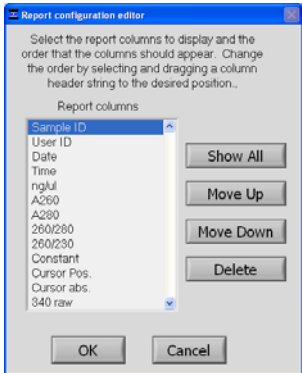 Report configuration editor
Select the report columns to display and the
order that the columns should appear. Change
the order by selecting and dragging a column
header string to the desired position..
Report columns
Sample ID
User ID
Date
Time
ng/ul
A260
A280
260/280
260/230
Constant
Cursor Pos.
Cursor abs.
340 raw
Show All
Move Up
Move Down
Delete
OK
Cancel